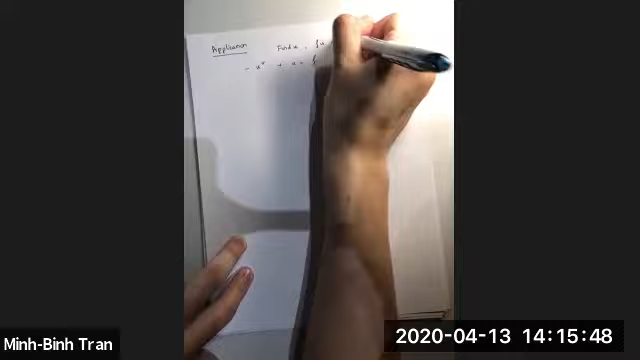 Application Find u,
- u" + u = f
Minh-Binh Tran
2020-04-13 14:15:48